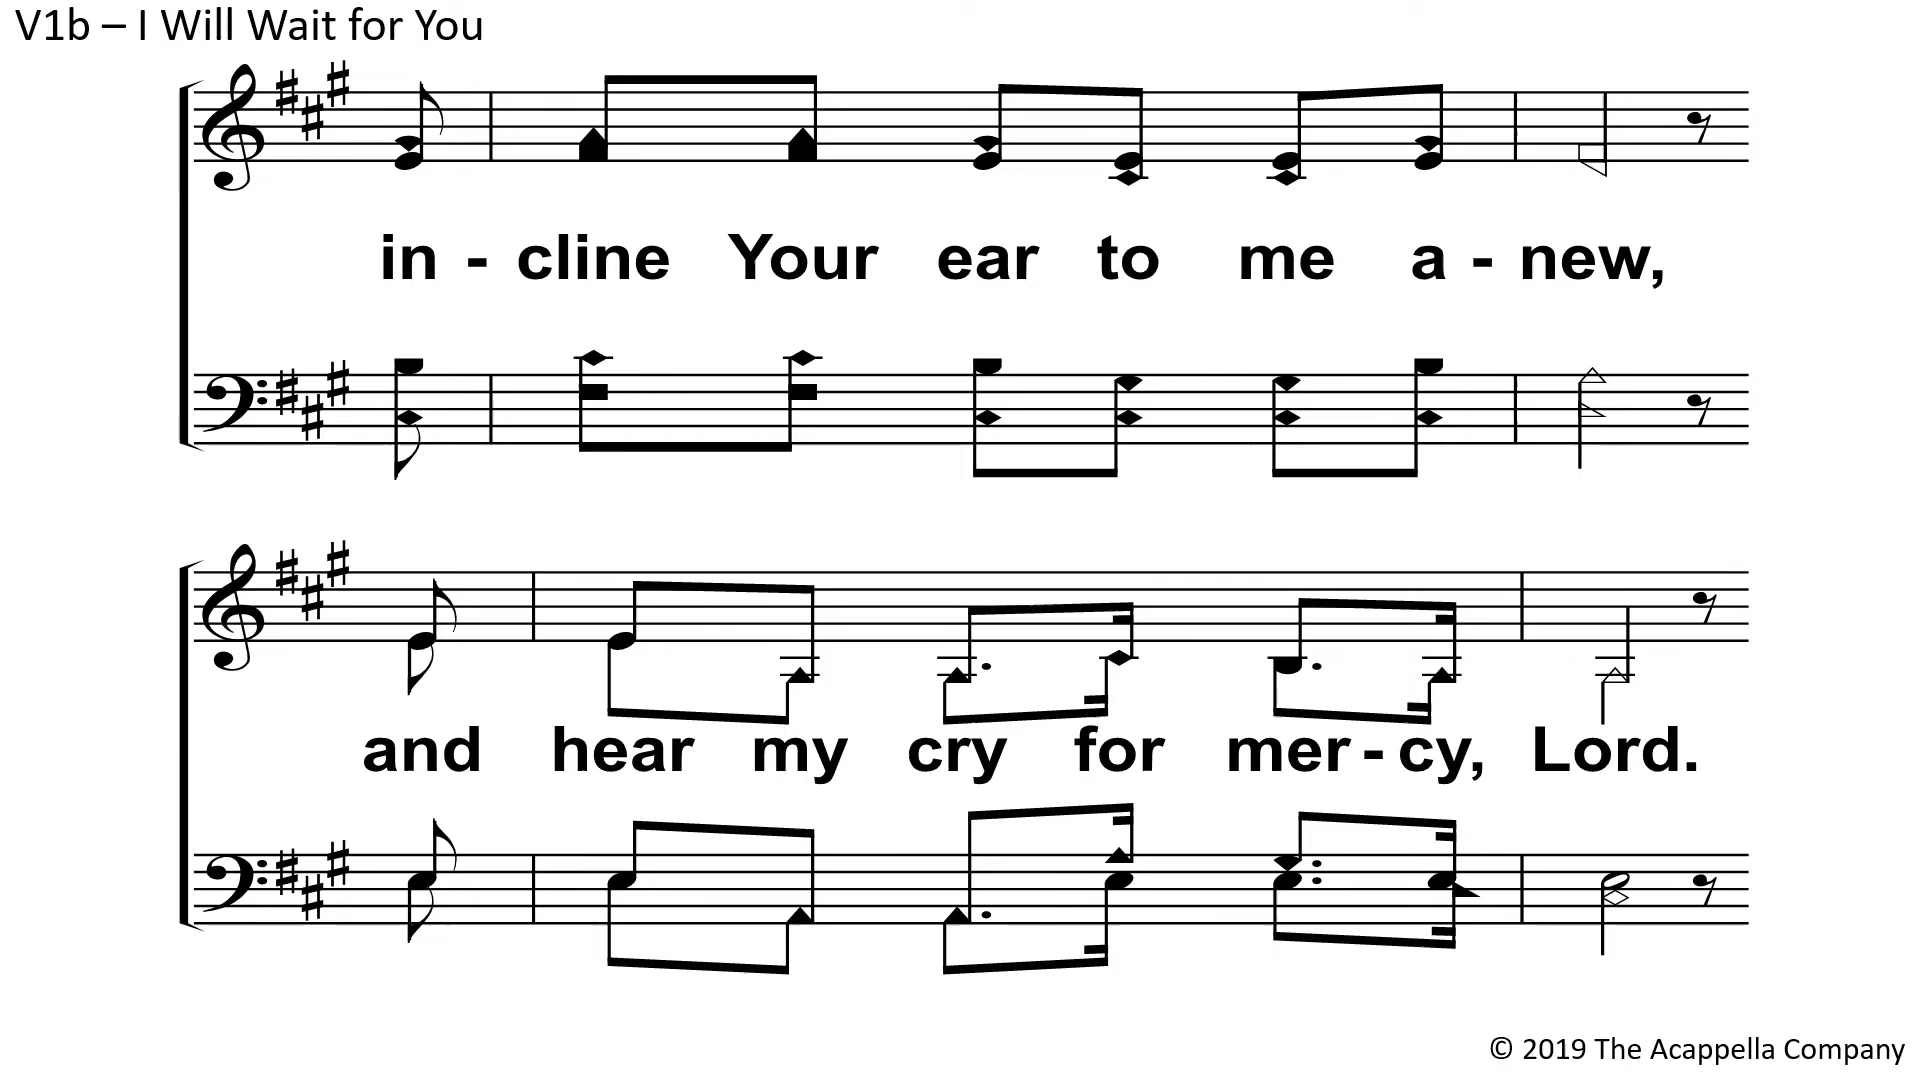 V1b – I Will Wait for You
in - cline Your ear to me a - new,
and hear my cry for mer - cy, Lord.
© 2019 The Acappella Company